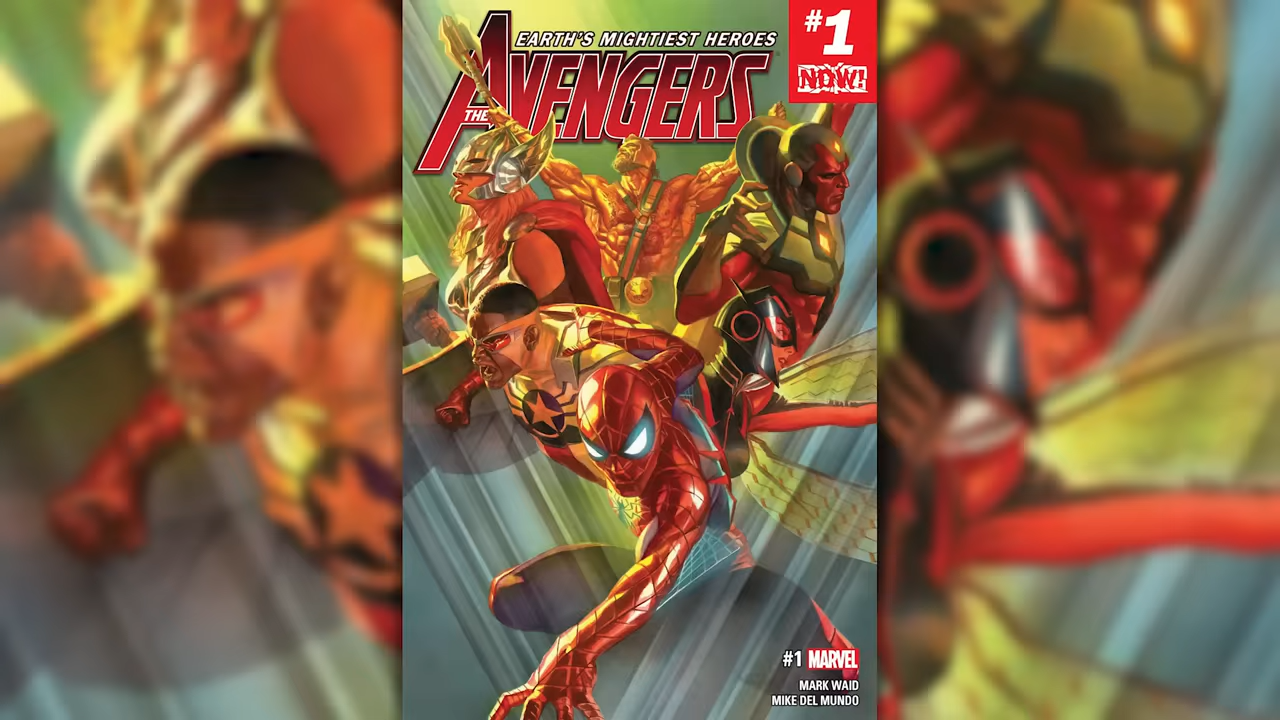 EARTH'S MIGHTIEST HEROES
THE AVENGERS
#1
NOW!
#1 MARVEL
MARK WAID
MIKE DEL MUNDO